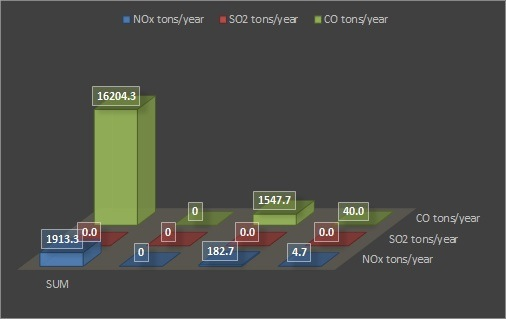 NOx tons/year SO2 tons/year CO tons/year
16204.3
0
1547.7
40.0
CO tons/year
1913.3
0.0
0
0.0
0.0
SO2 tons/year
0
182.7
4.7
NOx tons/year
SUM